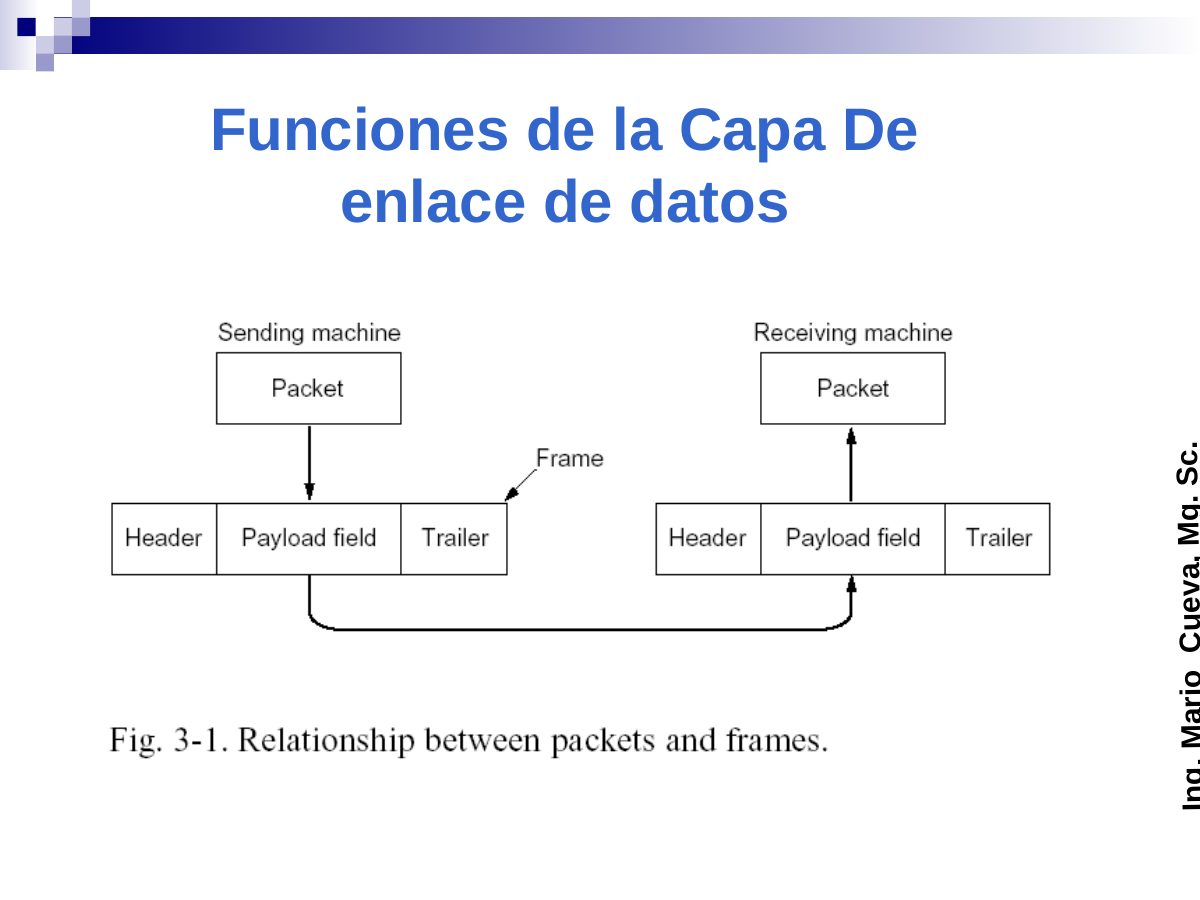 Funciones de la Capa De
enlace de datos
Sending machine
Receiving machine
Packet
Packet
Frame
Header
Payload field
Trailer
Header
Payload field
Trailer
Fig. 3-1. Relationship between packets and frames.
Ing. Mario Cueva, Mg. Sc.